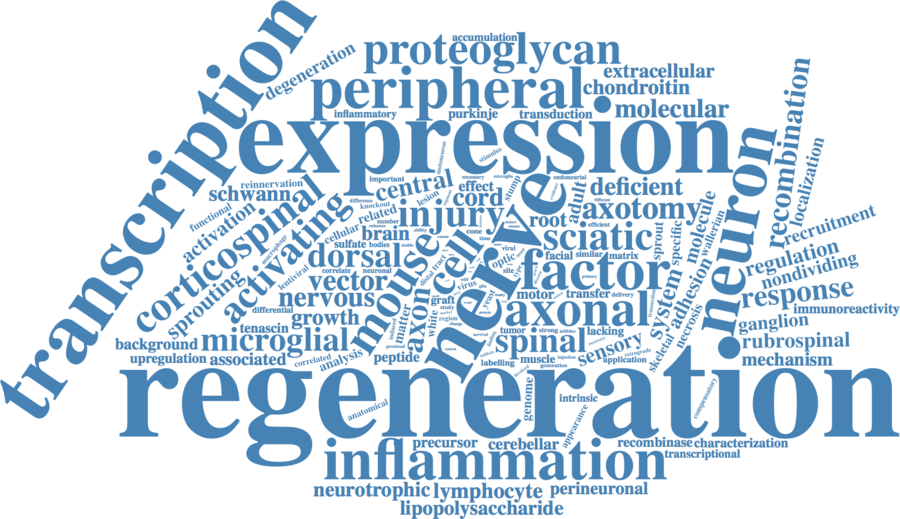 transcription
degeneration
accumulation
proteoglycan
extracellular
peripheral
chondroitin
inflammatory
purkinje
transduction
molecular
expression
recombination
localization
neuron
reinnervation
schwann
functional
activation
corticospinal
activating
sprouting
macrophage
lentiviral
important
central
difference
knockout
related
number
cellular
lesion
necessary
effect
cord
stump
endoneurial
stimulus
motoneuron
injury
nerve
adult
deficient
axotomy
root
efficient
sciatic
brain
sulfate
bodies
dorsal
mouse
cell
optic
viral
site
facial
similar
matrix
factor
sprout
specific
molecule
wallerian
recruitment
regulation
nondividing
correlate
neuronal
vector
nervous
differential
growth
tenascin
distal
tract
virus
graft
motor
transfer
delivery
axonal
system
adhesion
response
immunoreactivity
ganglion
background
microglial
matter
axon
white
region
spinal
tumor
strong
lacking
sensory
necrosis
skeletal
rubrospinal
upregulation
associated
correlated
analysis
peptide
labelling
muscle
injection
generation
application
retrograde
mechanism
regeneration
anatomical
genome
intrinsic
appearance
compensatory
precursor
cerebellar
recombinase
characterization
inflammation
transcriptional
neurotrophic
lymphocyte
perineuronal
lipopolysaccharide